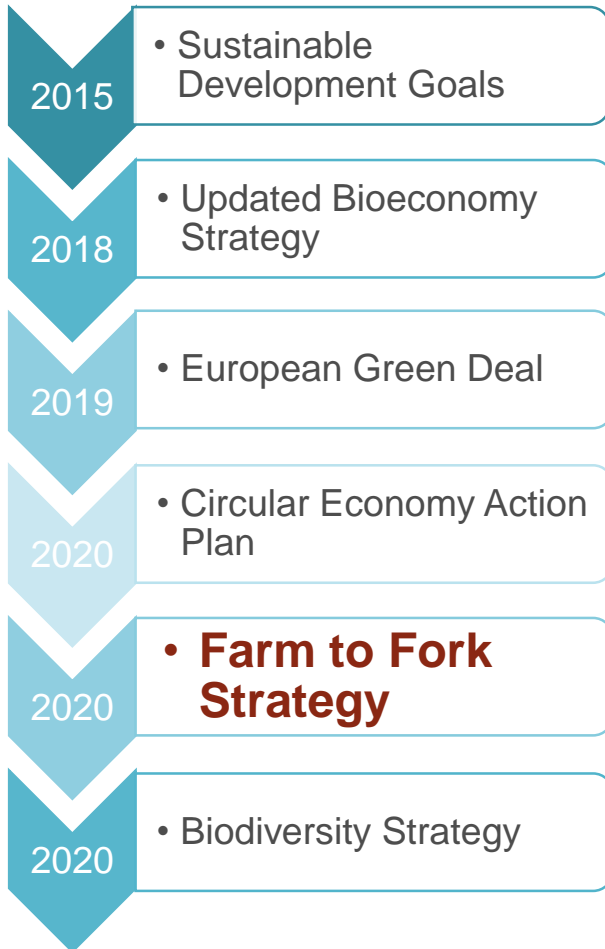 2015
• Sustainable
Development Goals
2018
• Updated Bioeconomy
Strategy
2019
• European Green Deal
2020
• Circular Economy Action
Plan
2020
• Farm to Fork
Strategy
2020
• Biodiversity Strategy